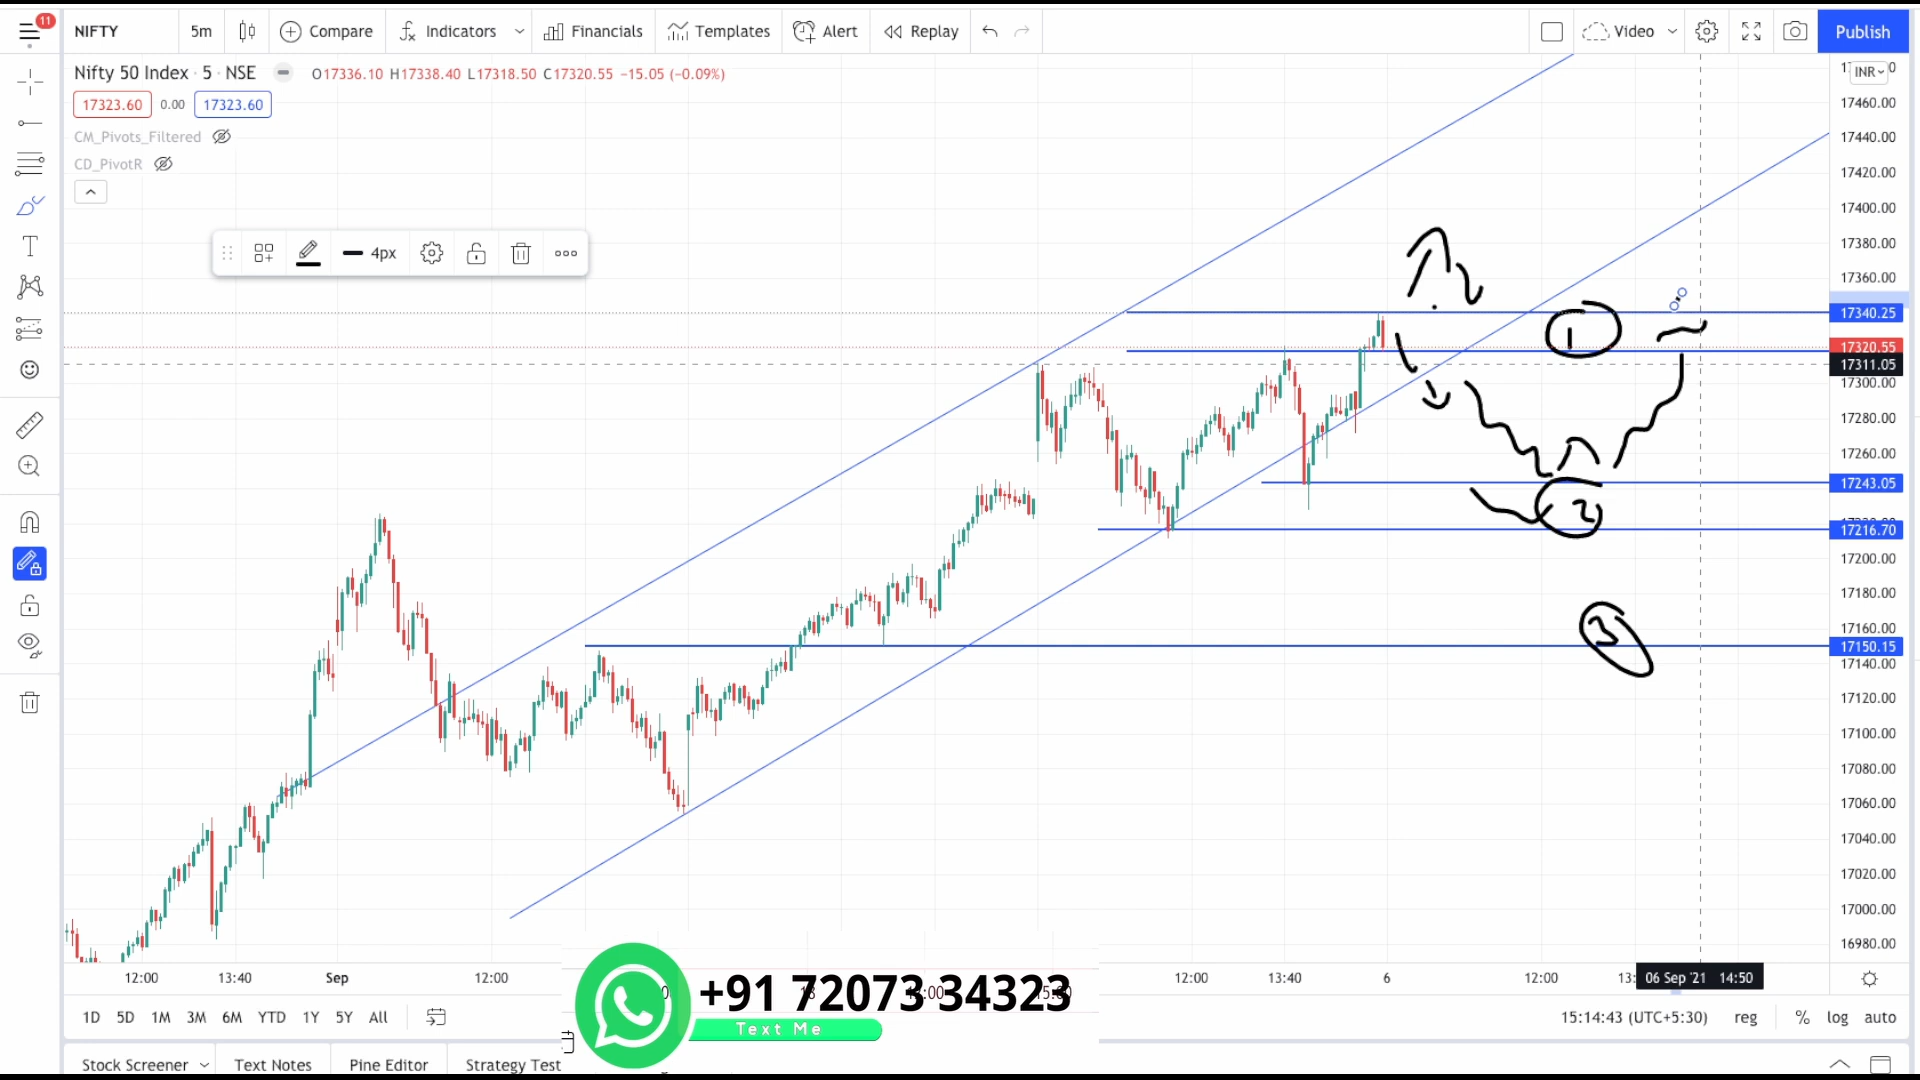 11
NIFTY 5m Compare Indicators Financials Templates Alert Replay Video Publish
Nifty 50 Index · 5 · NSE O17336.10 H17338.40 L17318.50 C17320.55 −15.05 (−0.09%)
INR
17323.60 0.00 17323.60
CM_Pivots_Filtered
CD_PivotR
4px
17460.00
17440.00
17420.00
17400.00
17380.00
17360.00
17340.25
17320.55
17311.05
17300.00
17280.00
17260.00
17243.05
17216.70
17200.00
17180.00
17160.00
17150.15
17140.00
17120.00
17100.00
17080.00
17060.00
17040.00
17020.00
17000.00
16980.00
1
2
3
12:00 13:40 Sep 12:00 12:00 13:40 6 12:00 06 Sep '21 14:50
+91 72073 34323
Text Me
1D 5D 1M 3M 6M YTD 1Y 5Y All 15:14:43 (UTC+5:30) reg % log auto
Stock Screener Text Notes Pine Editor Strategy Test